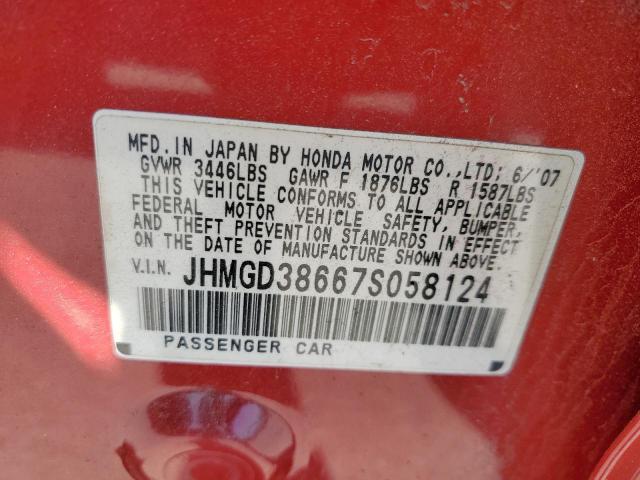 MFD.IN JAPAN BY HONDA MOTOR CO.,LTD; 6/'07
GVWR 3446LBS GAWR F 1876LBS R 1587LBS
THIS VEHICLE CONFORMS TO ALL APPLICABLE
FEDERAL MOTOR VEHICLE SAFETY, BUMPER,
AND THEFT PREVENTION STANDARDS IN EFFECT
ON THE DATE OF MANUFACTURE SHOWN ABOVE.
V.I.N. JHMGD38667S058124
PASSENGER CAR